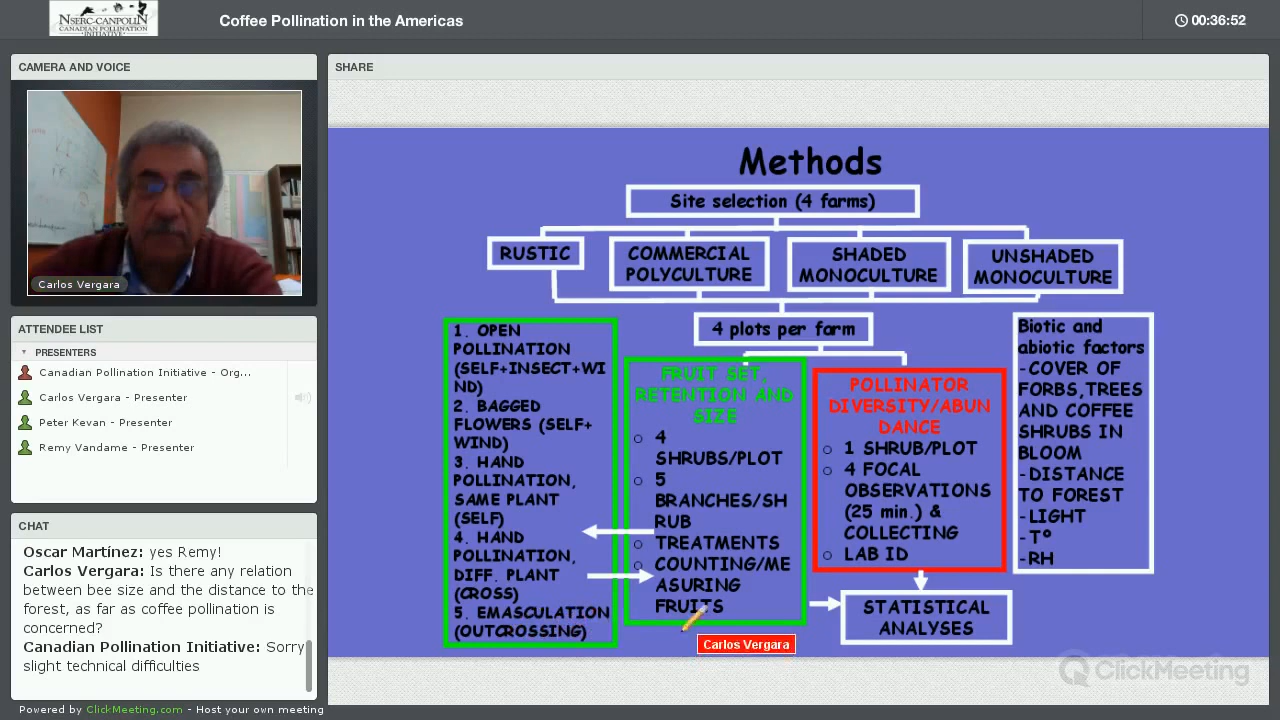 NSERC-CANPOLIN
CANADIAN POLLINATION
INITIATIVE
Coffee Pollination in the Americas
00:36:52
CAMERA AND VOICE
Carlos Vergara
ATTENDEE LIST
PRESENTERS
Canadian Pollination Initiative - Org...
Carlos Vergara - Presenter
Peter Kevan - Presenter
Remy Vandame - Presenter
CHAT
Oscar Martínez: yes Remy!
Carlos Vergara: Is there any relation
between bee size and the distance to the
forest, as far as coffee pollination is
concerned?
Canadian Pollination Initiative: Sorry
slight technical difficulties
Powered by ClickMeeting.com - Host your own meeting
SHARE
Methods
Site selection (4 farms)
RUSTIC
COMMERCIAL
POLYCULTURE
SHADED
MONOCULTURE
UNSHADED
MONOCULTURE
4 plots per farm
1. OPEN
POLLINATION
(SELF+INSECT+WI
ND)
2. BAGGED
FLOWERS (SELF+
WIND)
3. HAND
POLLINATION,
SAME PLANT
(SELF)
4. HAND
POLLINATION,
DIFF. PLANT
(CROSS)
5. EMASCULATION
(OUTCROSSING)
FRUIT SET,
RETENTION AND
SIZE
4
SHRUBS/PLOT
5
BRANCHES/SH
RUB
TREATMENTS
COUNTING/ME
ASURING
FRUITS
Carlos Vergara
POLLINATOR
DIVERSITY/ABUN
DANCE
1 SHRUB/PLOT
4 FOCAL
OBSERVATIONS
(25 min.) &
COLLECTING
LAB ID
STATISTICAL
ANALYSES
Biotic and
abiotic factors
-COVER OF
FORBS,TREES
AND COFFEE
SHRUBS IN
BLOOM
-DISTANCE
TO FOREST
-LIGHT
-Tº
-RH
ClickMeeting